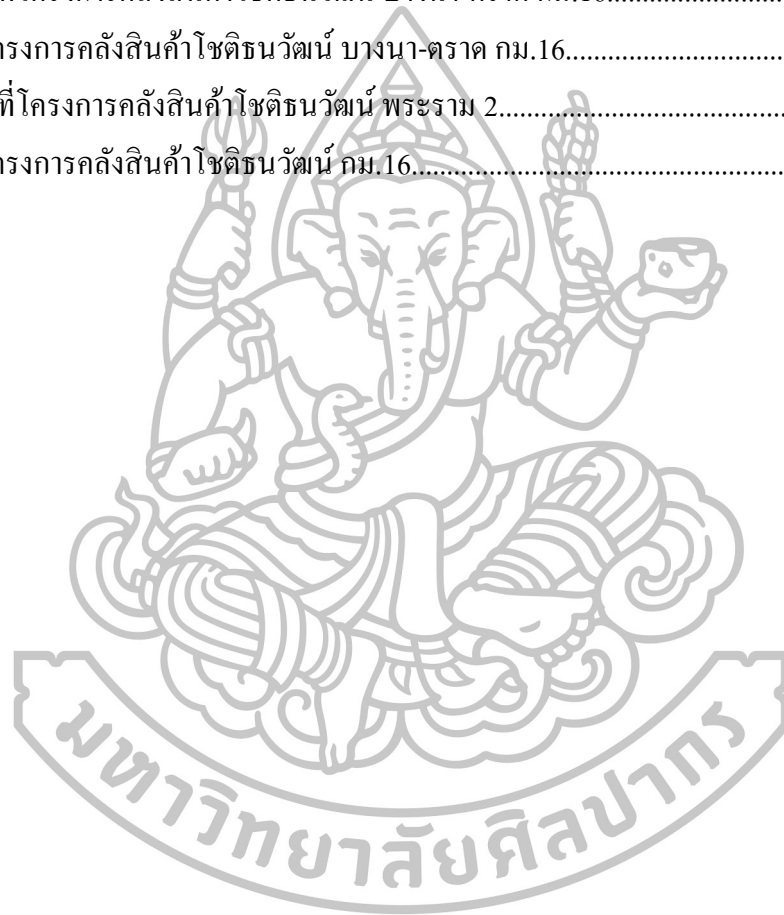 โครงการคลังสินค้าโชติธนวัฒน์ บางนา-ตราด กม.16..............................
ที่โครงการคลังสินค้าโชติธนวัฒน์ พระราม 2........................................
โครงการคลังสินค้าโชติธนวัฒน์ กม.16....................................................
มหาวิทยาลัยศิลปากร